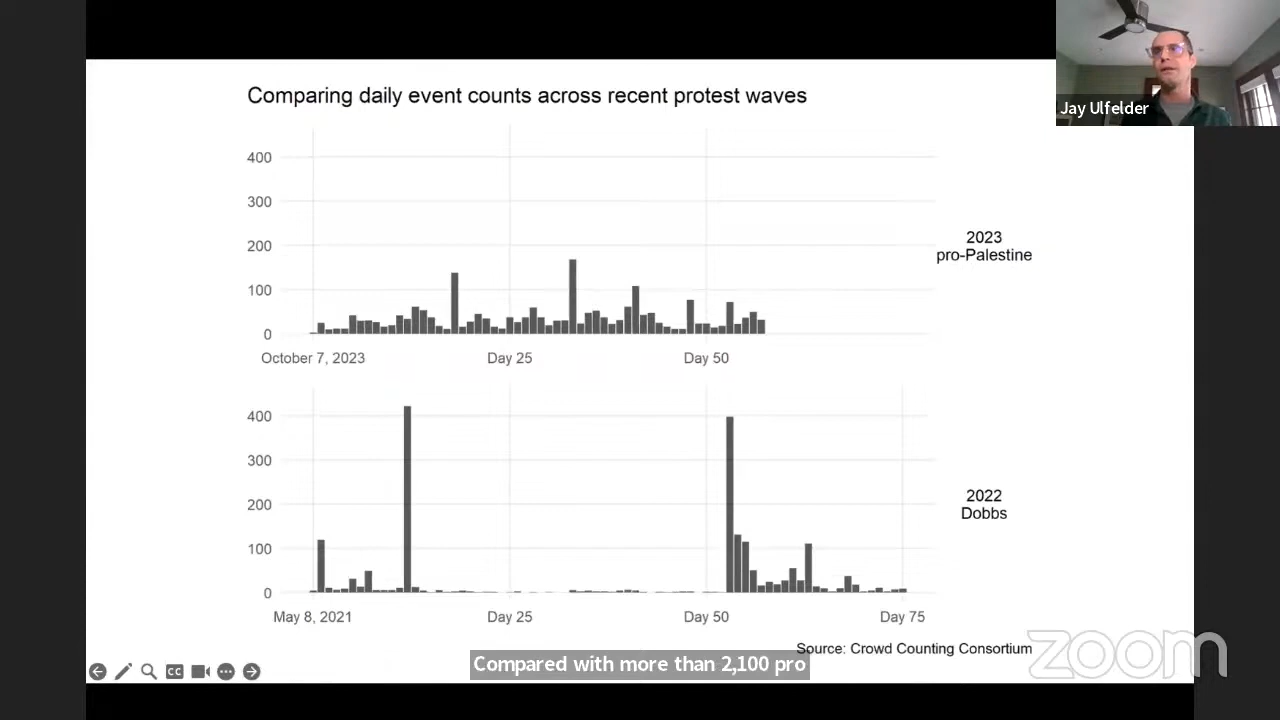 Jay Ulfelder
Comparing daily event counts across recent protest waves
400
300
200
100
0
October 7, 2023
Day 25
Day 50
2023
pro-Palestine
400
300
200
100
0
May 8, 2021
Day 25
Day 50
Day 75
2022
Dobbs
Source: Crowd Counting Consortium
CC
Compared with more than 2,100 pro
zoom